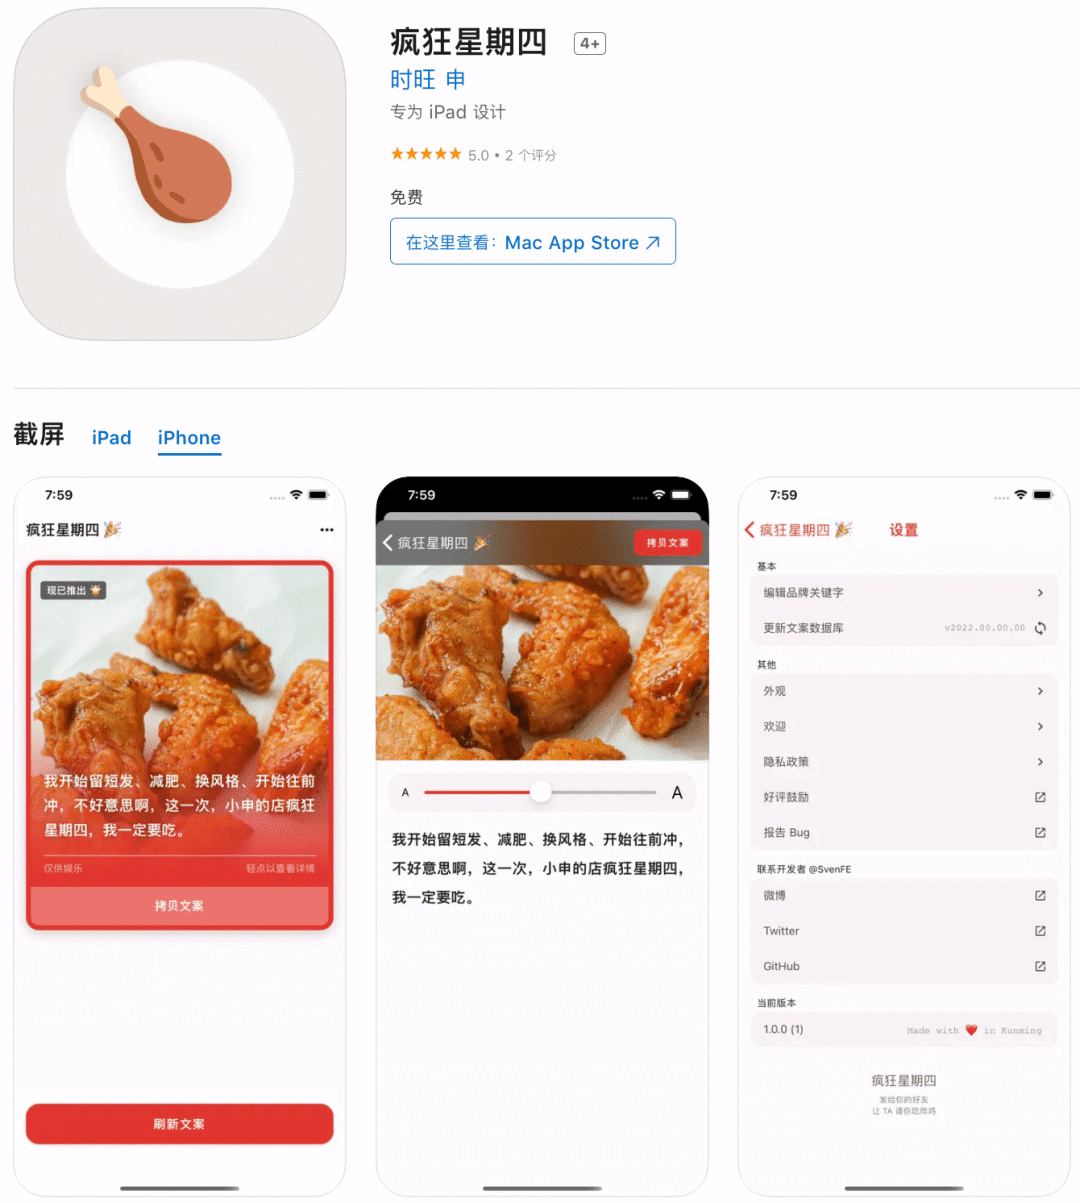 疯狂星期四 4+
时旺 申
专为 iPad 设计
★★★★★ 5.0 • 2 个评分
免费
在这里查看：Mac App Store ↗
截屏 iPad iPhone
7:59
疯狂星期四 🎉 •••
现已推出 🌟
我开始留短发、减肥、换风格、开始往前
冲，不好意思啊，这一次，小申的店疯狂
星期四，我一定要吃。
仅供娱乐 轻点以查看详情
拷贝文案
刷新文案
7:59
疯狂星期四 🎉 拷贝文案
A A
我开始留短发、减肥、换风格、开始往前冲，
不好意思啊，这一次，小申的店疯狂星期四，
我一定要吃。
7:59
疯狂星期四 🎉 设置
基本
编辑品牌关键字
更新文案数据库 v2022.00.00.00
其他
外观
欢迎
隐私政策
好评鼓励
报告 Bug
联系开发者 @SvenFE
微博
Twitter
GitHub
当前版本
1.0.0 (1) Made with ❤️ in Kunming
疯狂星期四
发给你的好友
让 TA 请你吃炸鸡